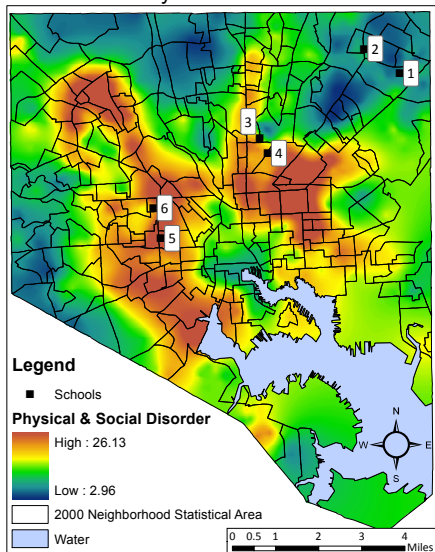 2
1
3
4
6
5
Legend
Schools
Physical & Social Disorder
High : 26.13
Low : 2.96
2000 Neighborhood Statistical Area
Water
N
W E
S
0 0.5 1 2 3 4
Miles